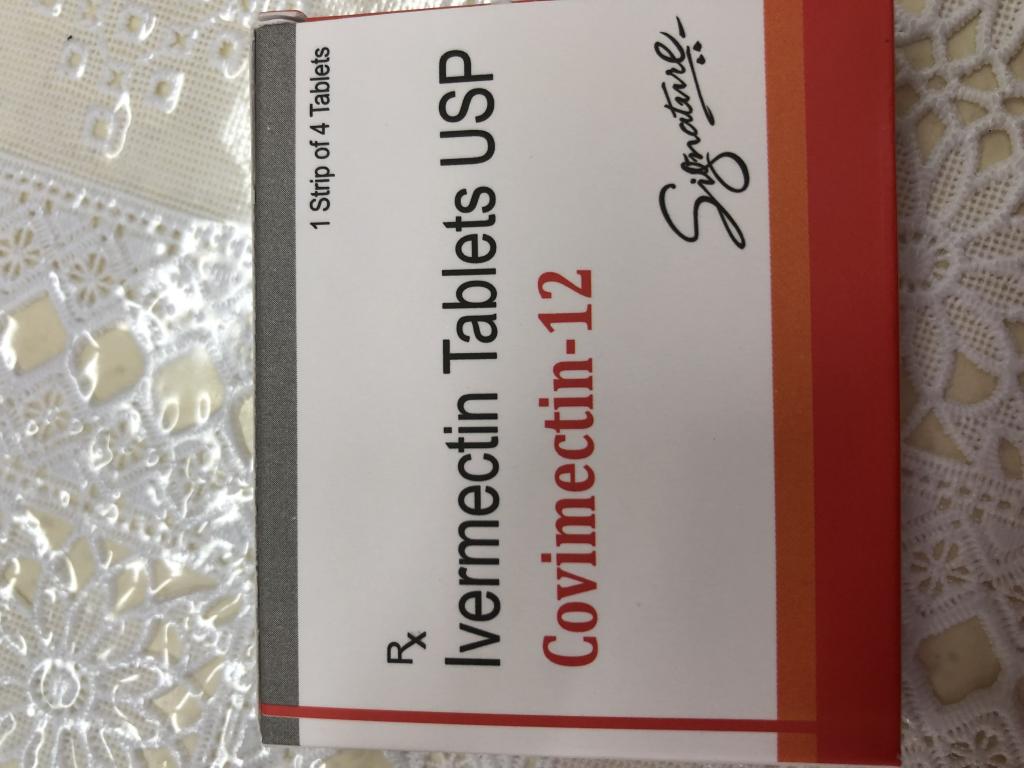 1 Strip of 4 Tablets
Rx
Ivermectin Tablets USP
Covimectin-12
Signature